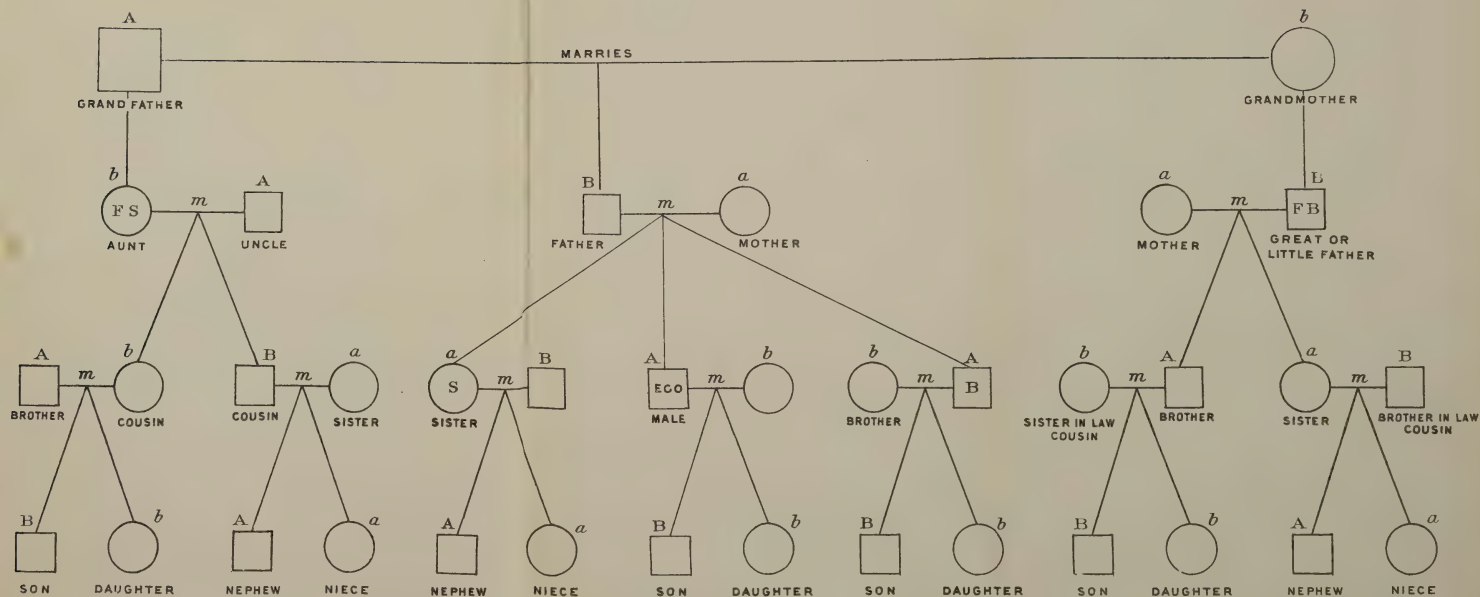 A b
MARRIES
GRAND FATHER GRANDMOTHER
b A B a a B
F S m m m F B
AUNT UNCLE FATHER MOTHER MOTHER GREAT OR
LITTLE FATHER
A b B a a B A b b A b A a B
m m S m EGO m m B m m
BROTHER COUSIN COUSIN SISTER SISTER MALE BROTHER SISTER IN LAW BROTHER SISTER BROTHER IN LAW
COUSIN COUSIN
B b A a A a B b B b B b A a
SON DAUGHTER NEPHEW NIECE NEPHEW NIECE SON DAUGHTER SON DAUGHTER SON DAUGHTER NEPHEW NIECE